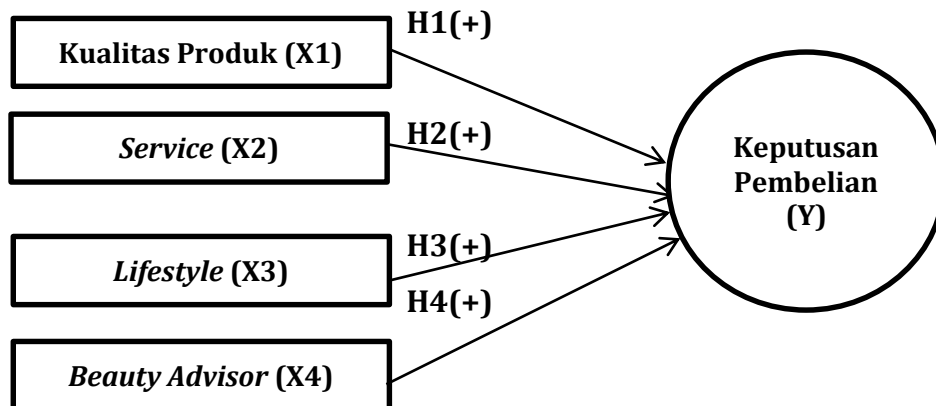 H1(+)
Kualitas Produk (X1)
Service (X2)
H2(+)
Keputusan
Pembelian
(Y)
Lifestyle (X3)
H3(+)
H4(+)
Beauty Advisor (X4)